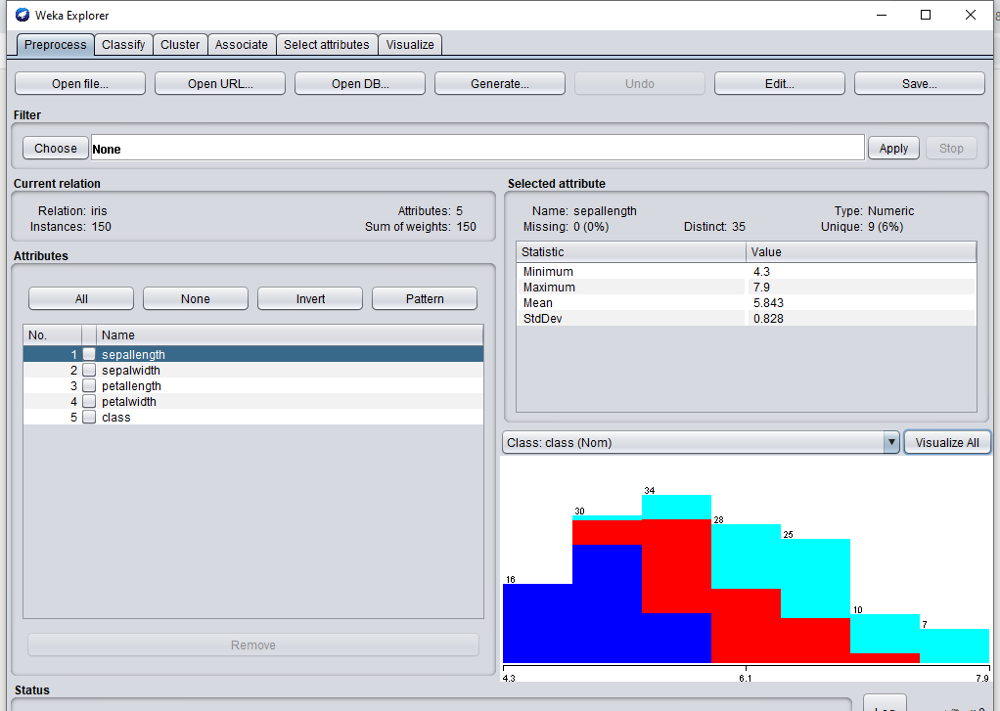 Weka Explorer
Preprocess Classify Cluster Associate Select attributes Visualize
Open file... Open URL... Open DB... Generate... Undo Edit... Save...
Filter
Choose None Apply Stop
Current relation
Relation: iris Attributes: 5
Instances: 150 Sum of weights: 150
Attributes
All None Invert Pattern
No. Name
1 sepallength
2 sepalwidth
3 petallength
4 petalwidth
5 class
Remove
Selected attribute
Name: sepallength Type: Numeric
Missing: 0 (0%) Distinct: 35 Unique: 9 (6%)
Statistic Value
Minimum 4.3
Maximum 7.9
Mean 5.843
StdDev 0.828
Class: class (Nom) Visualize All
16 30 34 28 25 10 7
4.3 6.1 7.9
Status